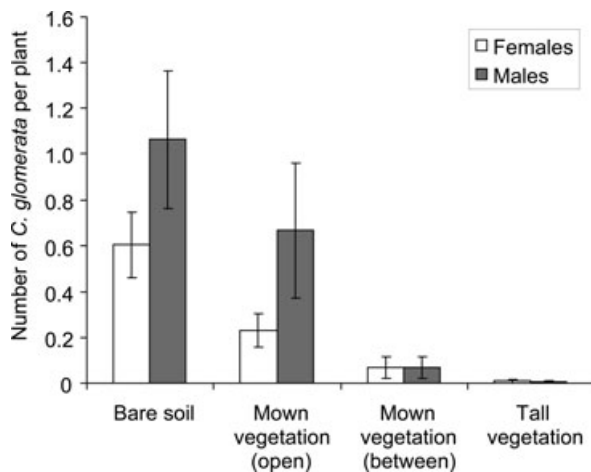 Number of C. glomerata per plant
1.6
1.4
1.2
1.0
0.8
0.6
0.4
0.2
0
Females
Males
Bare soil
Mown
vegetation
(open)
Mown
vegetation
(between)
Tall
vegetation